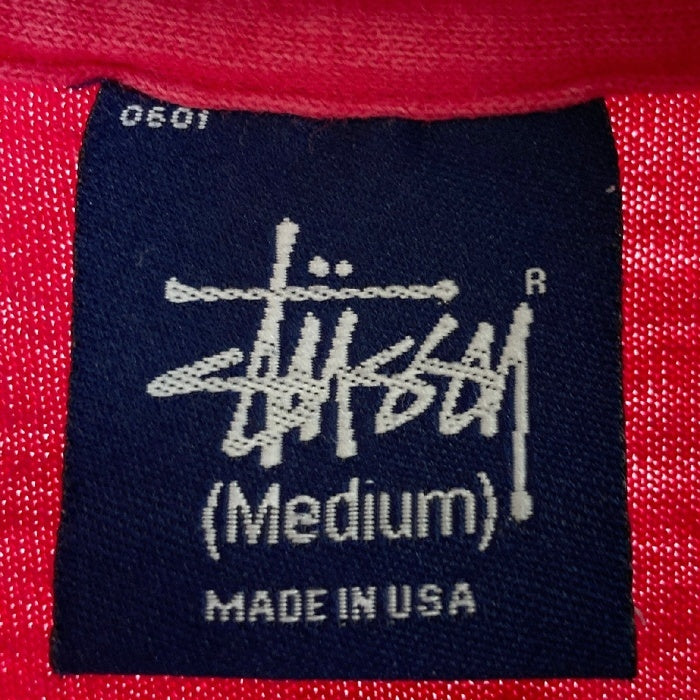 0601
Stüssy
R
(Medium)
MADE IN USA